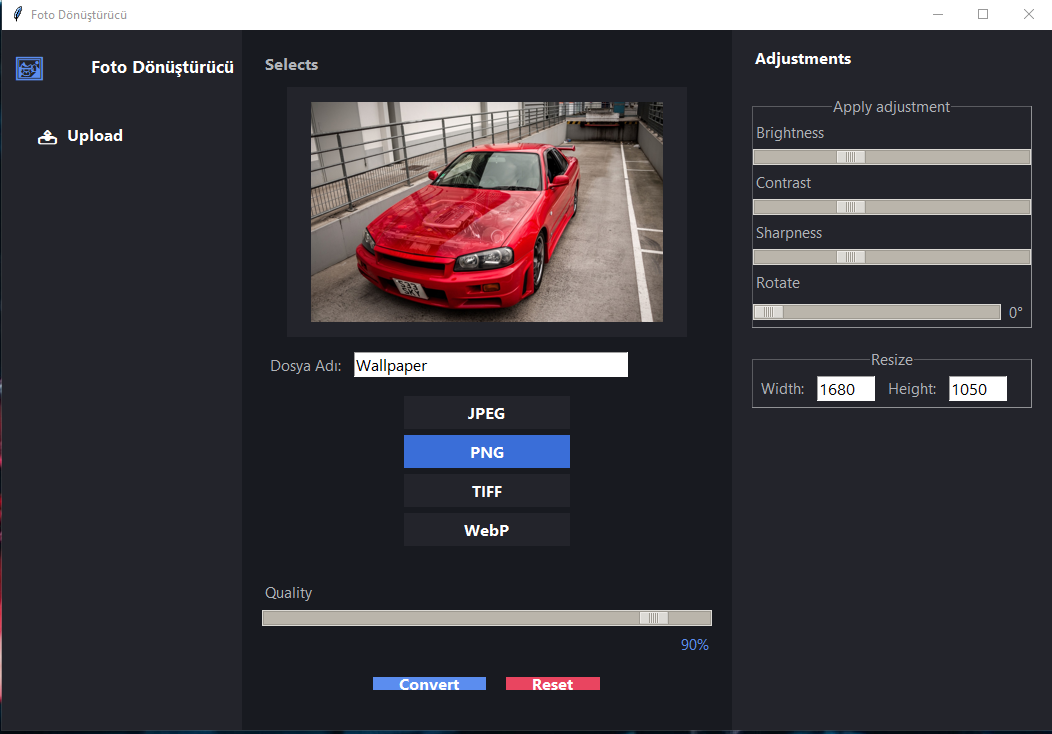 Foto Dönüştürücü
Foto Dönüştürücü
Upload
Selects
Dosya Adı: Wallpaper
JPEG
PNG
TIFF
WebP
Quality
90%
Convert Reset
Adjustments
Apply adjustment
Brightness
Contrast
Sharpness
Rotate
0°
Resize
Width: 1680 Height: 1050